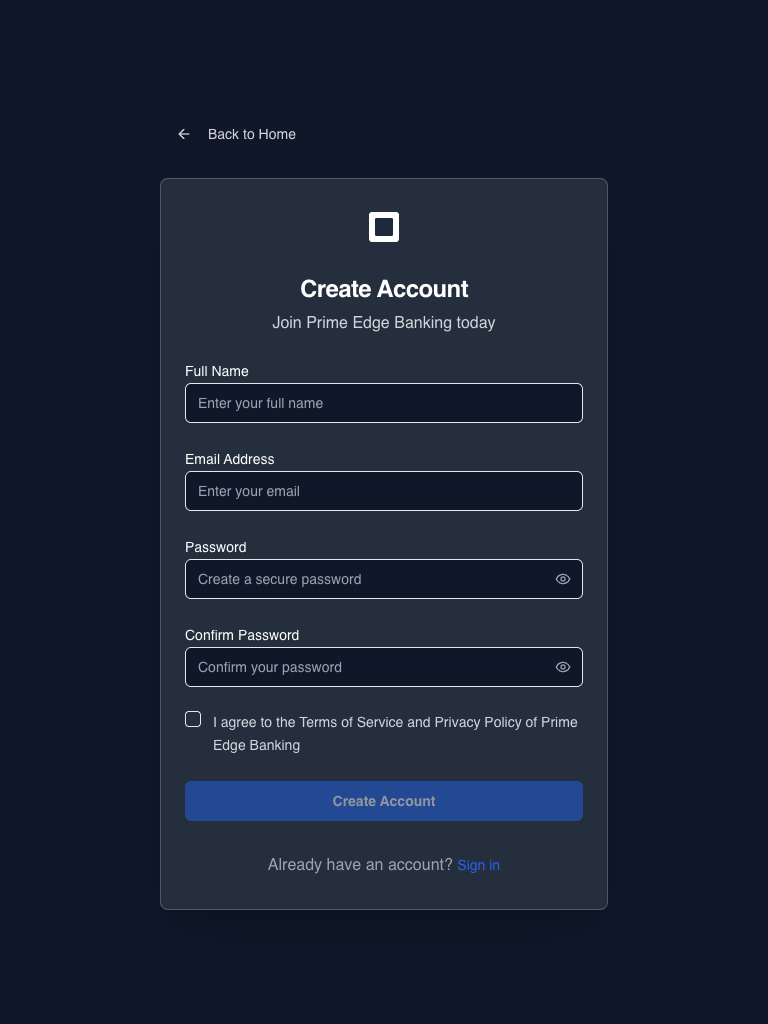 Back to Home
Create Account
Join Prime Edge Banking today
Full Name
Enter your full name
Email Address
Enter your email
Password
Create a secure password
Confirm Password
Confirm your password
I agree to the Terms of Service and Privacy Policy of Prime
Edge Banking
Create Account
Already have an account? Sign in